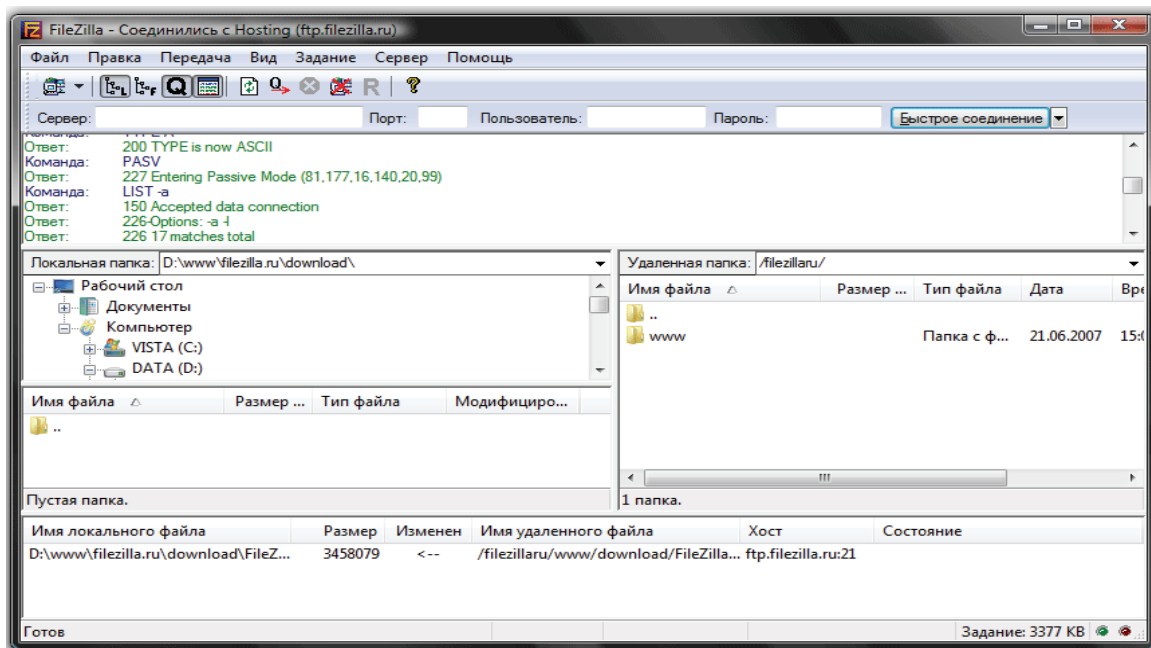 FileZilla - Соединились с Hosting (ftp.filezilla.ru)
Файл Правка Передача Вид Задание Сервер Помощь
Сервер: Порт: Пользователь: Пароль: Быстрое соединение
Ответ: 200 TYPE is now ASCII
Команда: PASV
Ответ: 227 Entering Passive Mode (81,177,16,140,20,99)
Команда: LIST -a
Ответ: 150 Accepted data connection
Ответ: 226-Options: -a -l
Ответ: 226 17 matches total
Локальная папка: D:\www\filezilla.ru\download\
Рабочий стол
Документы
Компьютер
VISTA (C:)
DATA (D:)
Имя файла Размер ... Тип файла Модифициро...
..
Пустая папка.
Удаленная папка: /filezillaru/
Имя файла Размер ... Тип файла Дата Вре
..
www Папка с ф... 21.06.2007 15:0
1 папка.
Имя локального файла Размер Изменен Имя удаленного файла Хост Состояние
D:\www\filezilla.ru\download\FileZ... 3458079 <-- /filezillaru/www/download/FileZilla... ftp.filezilla.ru:21
Готов Задание: 3377 KB